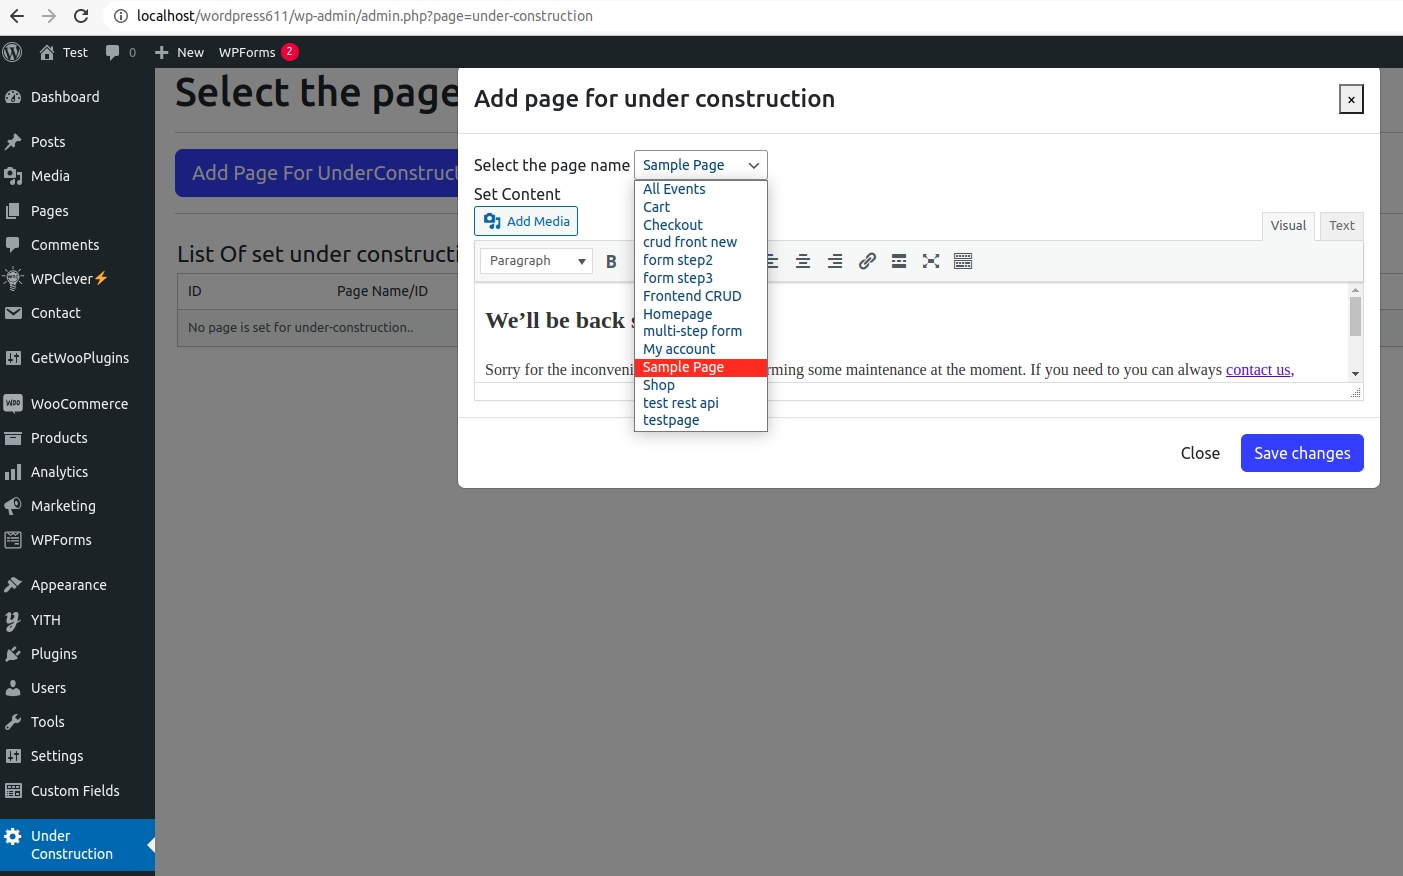 localhost/wordpress611/wp-admin/admin.php?page=under-construction
Test
0
New
WPForms 2
Dashboard
Posts
Media
Pages
Comments
WPClever⚡
Contact
GetWooPlugins
WooCommerce
Products
Analytics
Marketing
WPForms
Appearance
YITH
Plugins
Users
Tools
Settings
Custom Fields
Under
Construction
Select the page
Add Page For UnderConstruct
List Of set under constructi
ID Page Name/ID
No page is set for under-construction..
Add page for under construction
×
Select the page name Sample Page
All Events
Cart
Checkout
crud front new
form step2
form step3
Frontend CRUD
Homepage
multi-step form
My account
Sample Page
Shop
test rest api
testpage
Set Content
Add Media
Visual Text
Paragraph B
We’ll be back s
Sorry for the inconveni rming some maintenance at the moment. If you need to you can always contact us,
Close Save changes